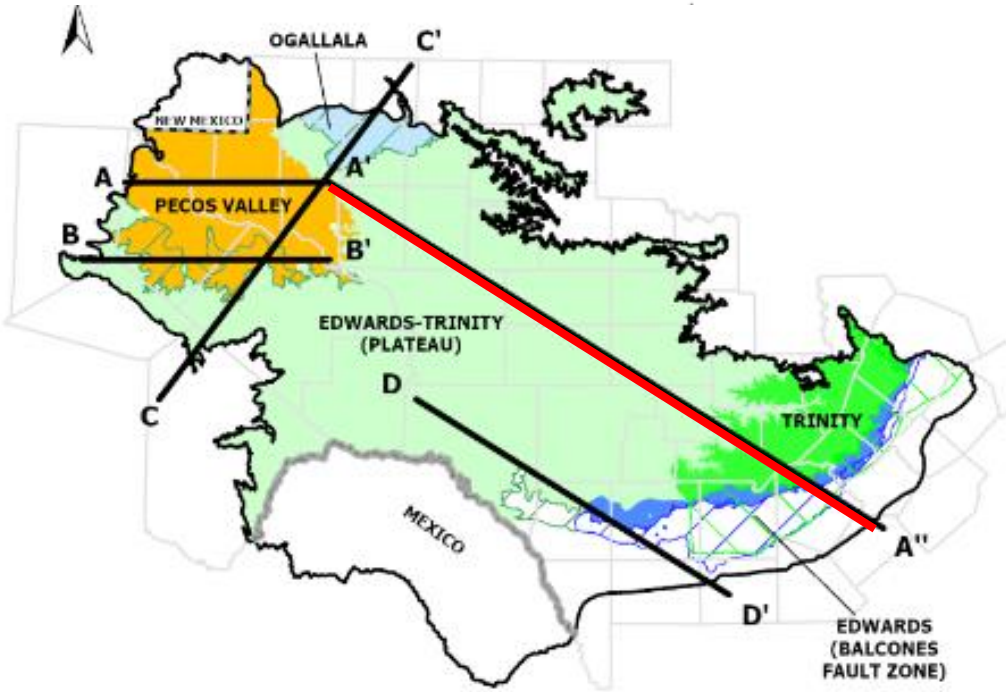 OGALLALA
C'
NEW MEXICO
A
A'
PECOS VALLEY
B
B'
EDWARDS-TRINITY
(PLATEAU)
D
C
TRINITY
MEXICO
A''
D'
EDWARDS
(BALCONES
FAULT ZONE)